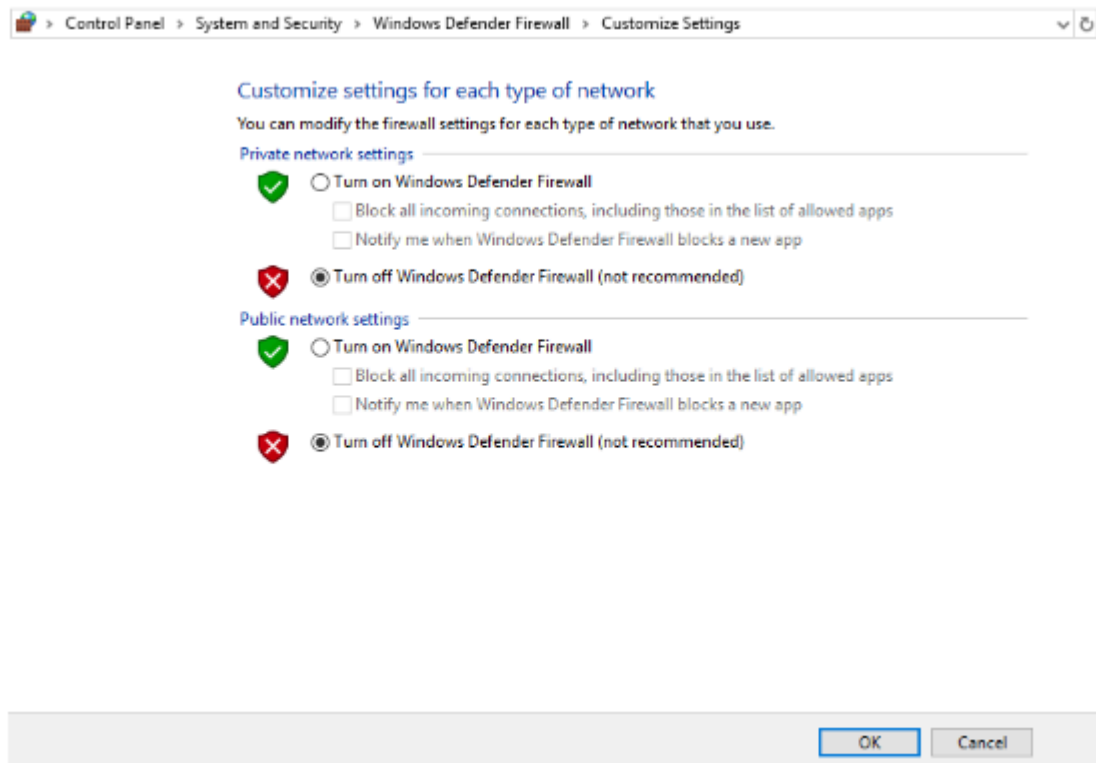 Control Panel > System and Security > Windows Defender Firewall > Customize Settings
Customize settings for each type of network
You can modify the firewall settings for each type of network that you use.
Private network settings
Turn on Windows Defender Firewall
Block all incoming connections, including those in the list of allowed apps
Notify me when Windows Defender Firewall blocks a new app
Turn off Windows Defender Firewall (not recommended)
Public network settings
Turn on Windows Defender Firewall
Block all incoming connections, including those in the list of allowed apps
Notify me when Windows Defender Firewall blocks a new app
Turn off Windows Defender Firewall (not recommended)
OK Cancel